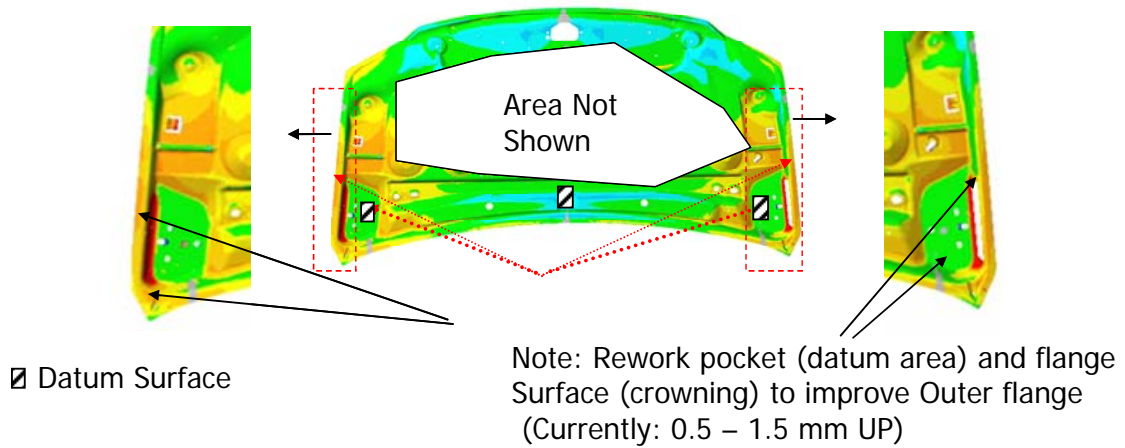 Area Not
Shown
Datum Surface
Note: Rework pocket (datum area) and flange
Surface (crowning) to improve Outer flange
(Currently: 0.5 – 1.5 mm UP)